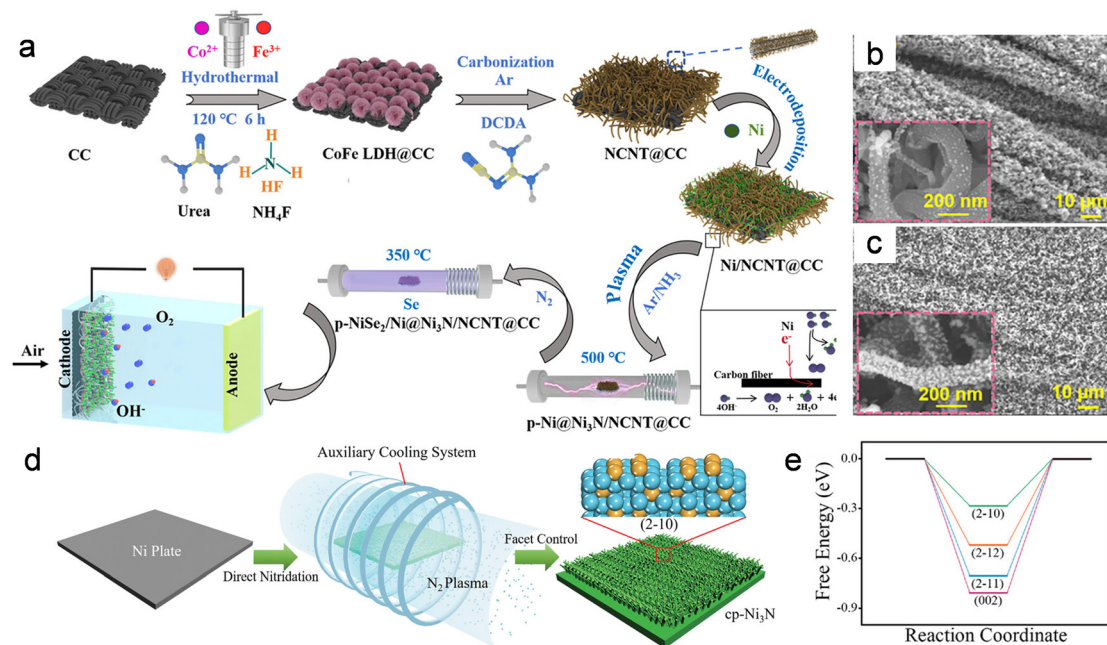 a
Co²⁺
Fe³⁺
Hydrothermal
120 °C 6 h
CC
Urea
H
N
H
H
HF
NH₄F
CoFe LDH@CC
Carbonization
Ar
DCDA
NCNT@CC
Electrodeposition
Ni
Ni/NCNT@CC
Plasma
Ar/NH₃
500 °C
p-Ni@Ni₃N/NCNT@CC
N₂
350 °C
Se
p-NiSe₂/Ni@Ni₃N/NCNT@CC
Air
Cathode
O₂
OH⁻
Anode
Ni
e⁻
Carbon fiber
4OH⁻
O₂
+
2H₂O
+
b
200 nm
10 μm
c
200 nm
10 μm
d
Ni Plate
Direct Nitridation
Auxiliary Cooling System
N₂ Plasma
Facet Control
(2-10)
cp-Ni₃N
e
Free Energy (eV)
0.0
-0.3
-0.6
-0.9
(2-10)
(2-12)
(2-11)
(002)
Reaction Coordinate